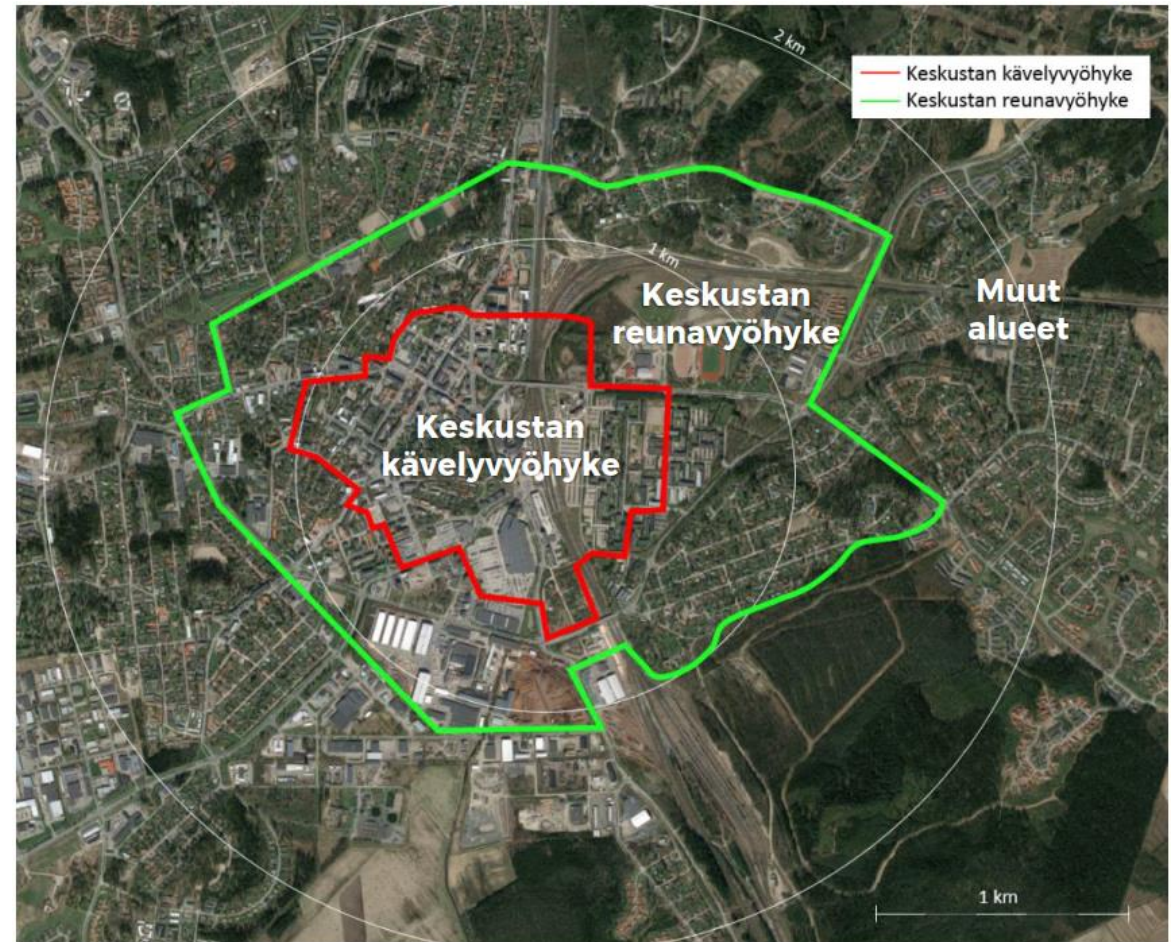 2 km
Keskustan kävelyvyöhyke
Keskustan reunavyöhyke
1 km
Keskustan
reunavyöhyke
Muut
alueet
Keskustan
kävelyvyöhyke
1 km